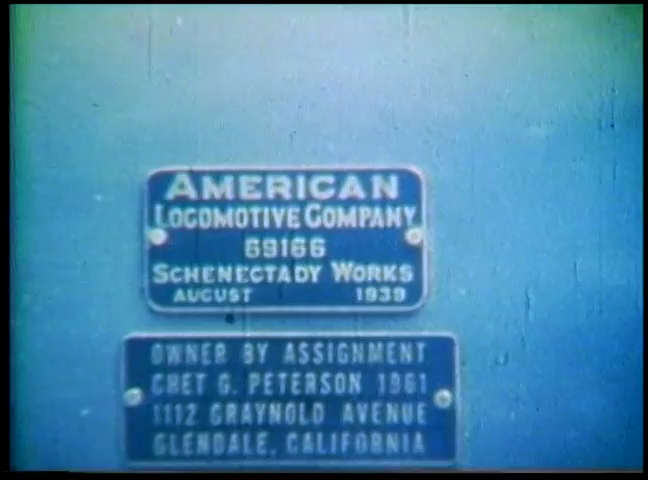 AMERICAN
LOCOMOTIVE COMPANY
69166
SCHENECTADY WORKS
AUGUST 1939
OWNER BY ASSIGNMENT
CHET G. PETERSON 1961
1112 GRAYNOLD AVENUE
GLENDALE, CALIFORNIA